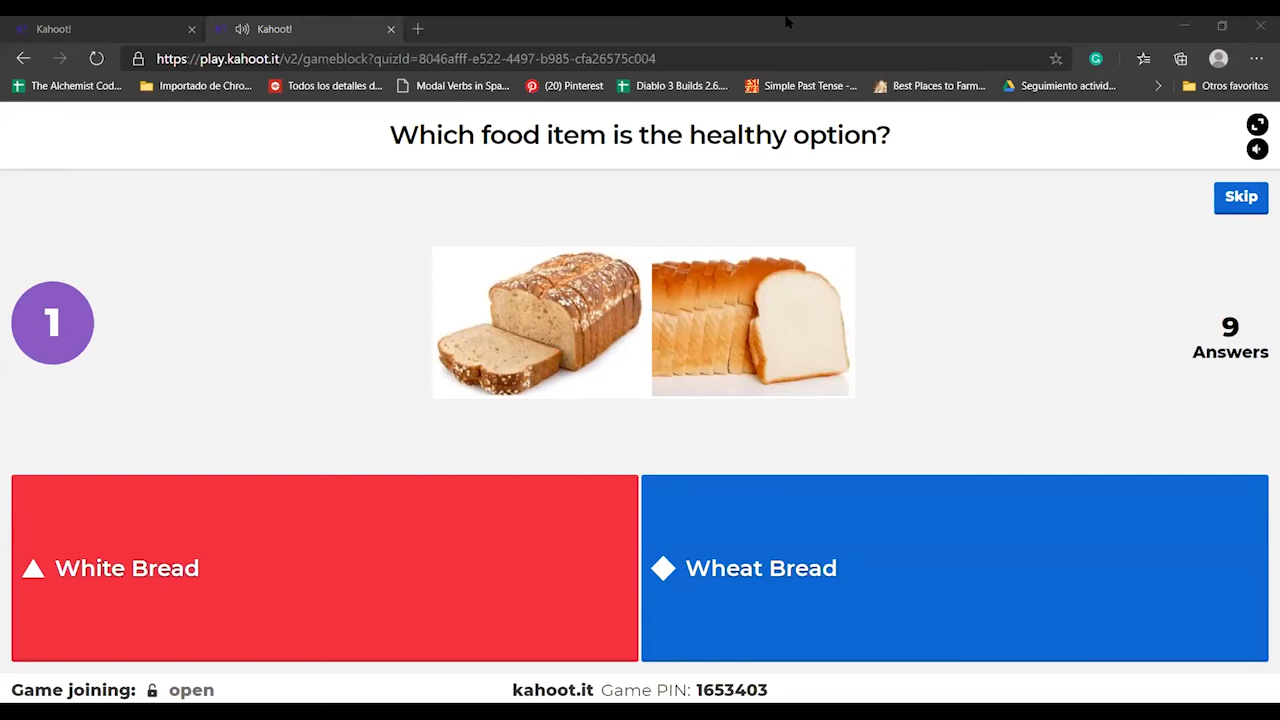 Kahoot!
Kahoot!
https://play.kahoot.it/v2/gameblock?quizId=8046afff-e522-4497-b985-cfa26575c004
The Alchemist Cod...
Importado de Chro...
Todos los detalles d...
Modal Verbs in Spa...
(20) Pinterest
Diablo 3 Builds 2.6....
Simple Past Tense -...
Best Places to Farm...
Seguimiento activid...
Otros favoritos
Which food item is the healthy option?
Skip
1
9
Answers
White Bread
Wheat Bread
Game joining: open
kahoot.it Game PIN: 1653403